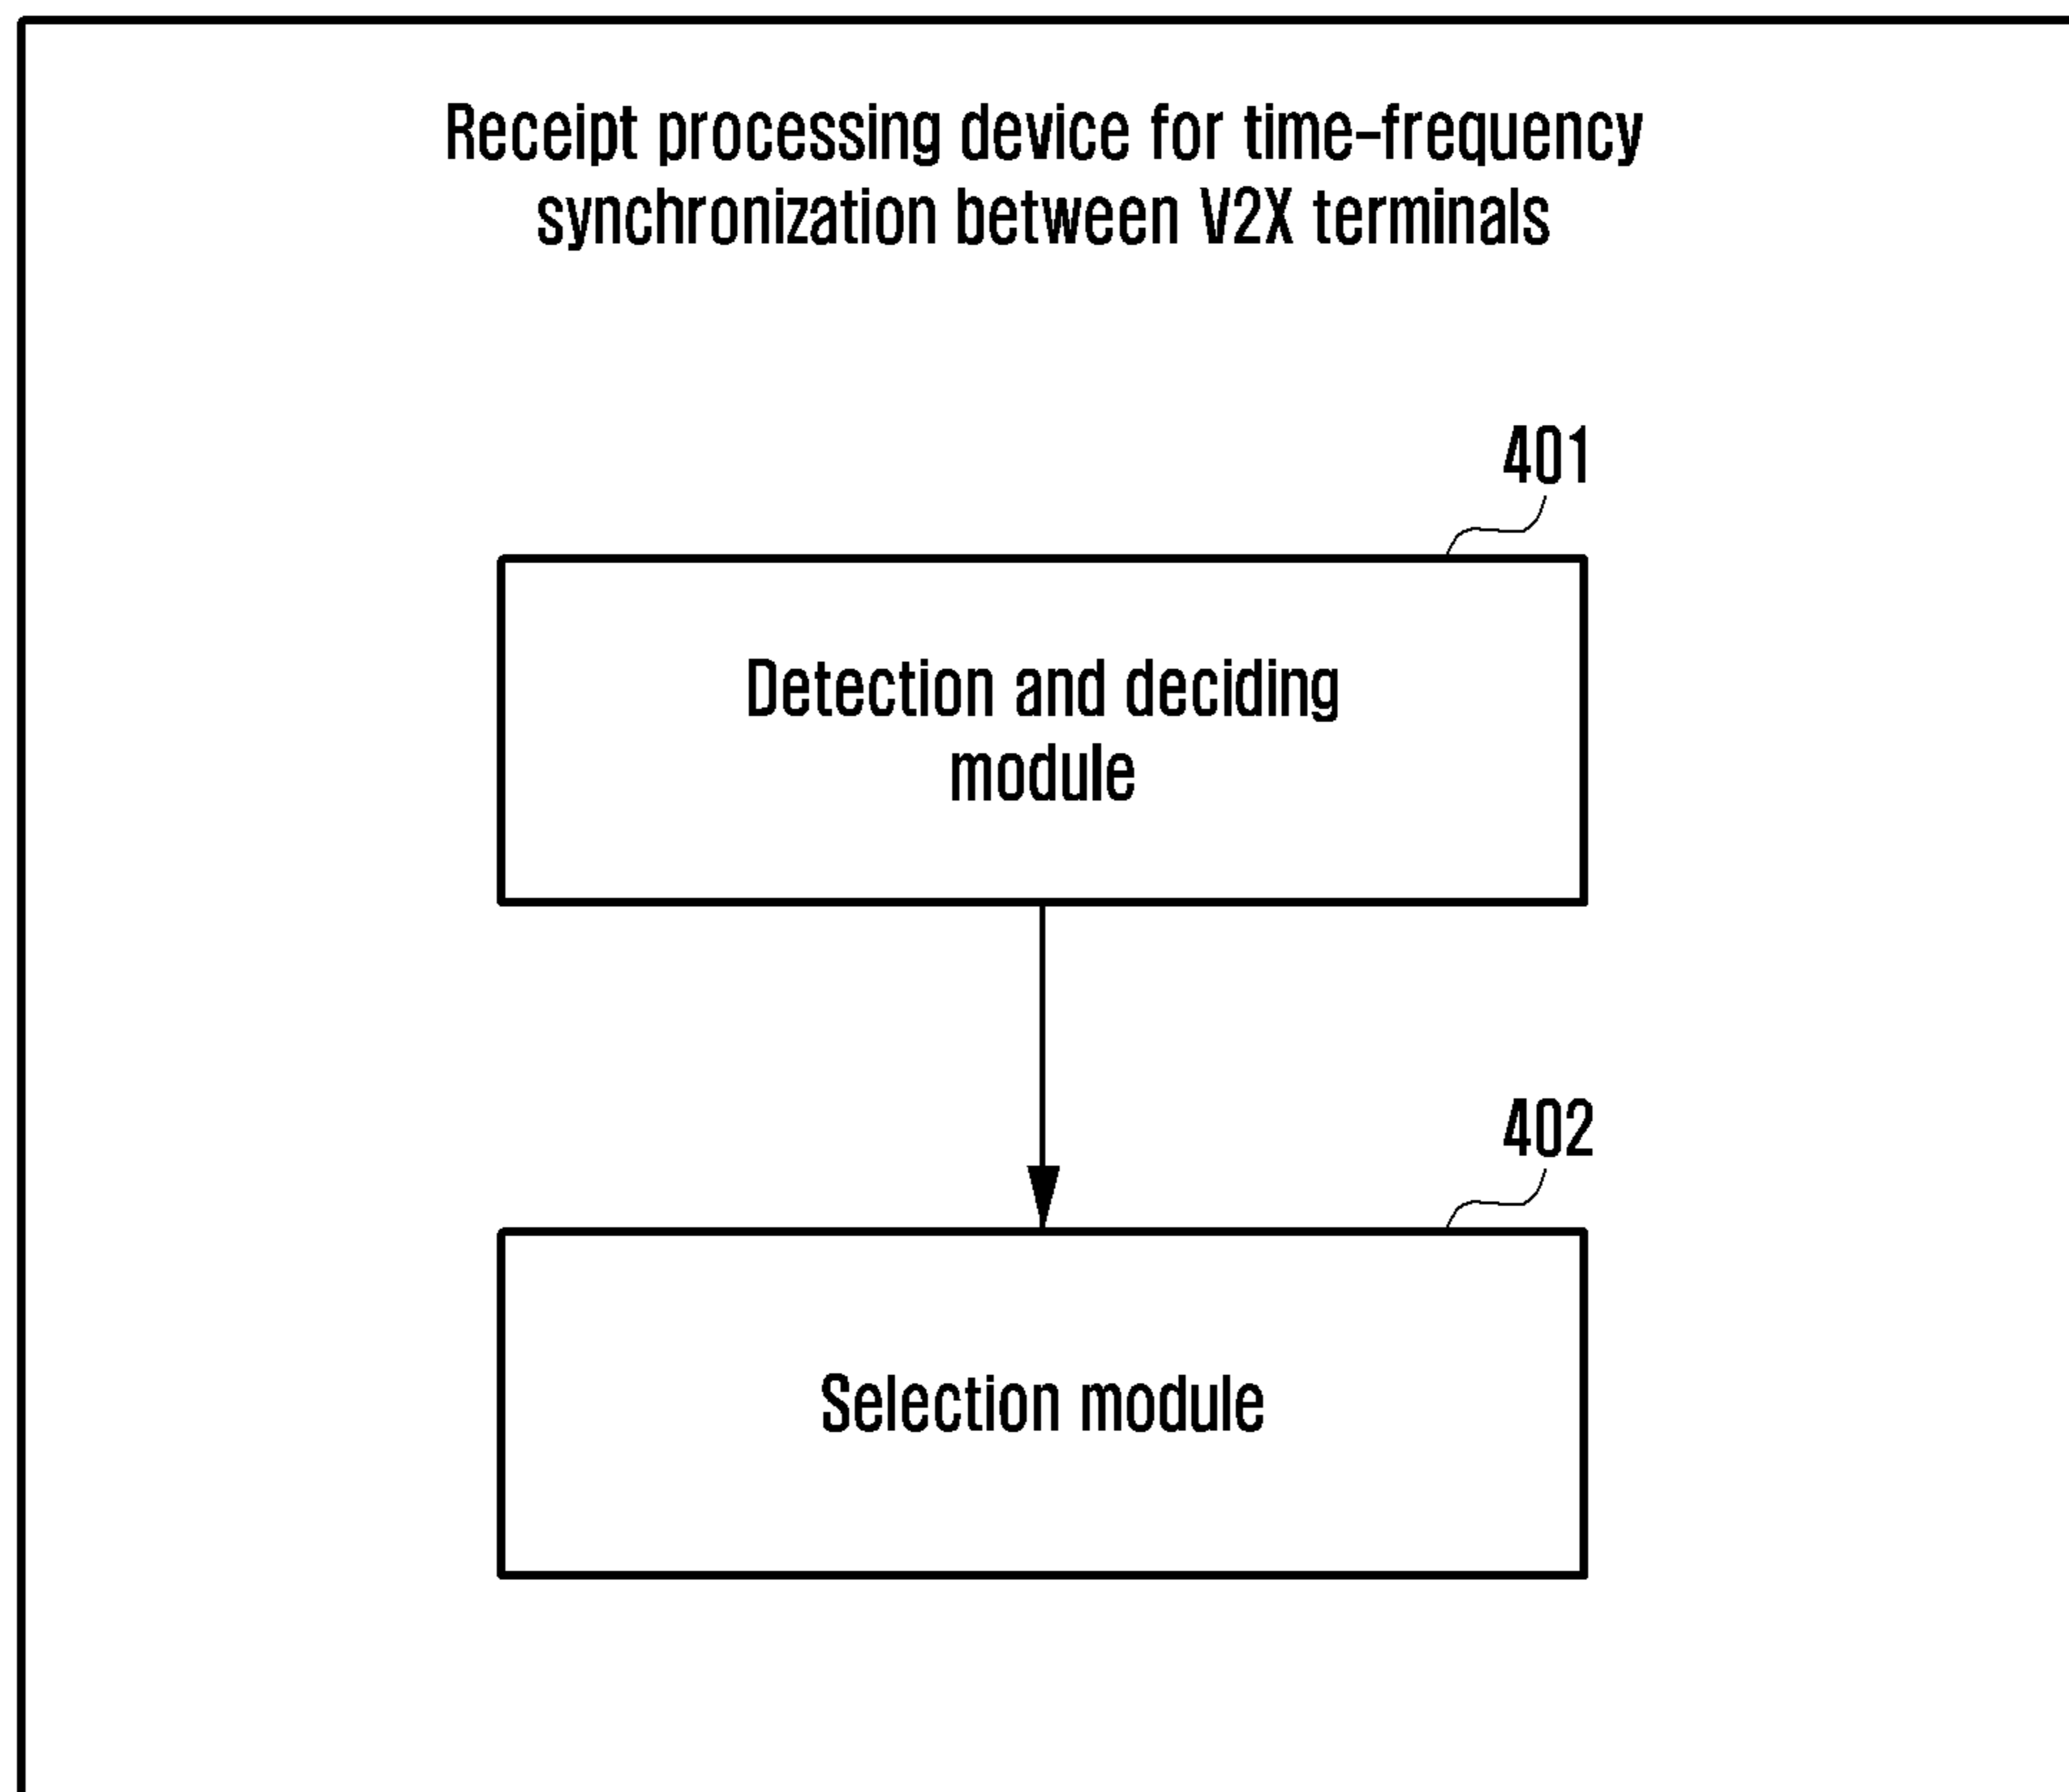 Receipt processing device for time-frequency
synchronization between V2X terminals
401
Detection and deciding
module
402
Selection module